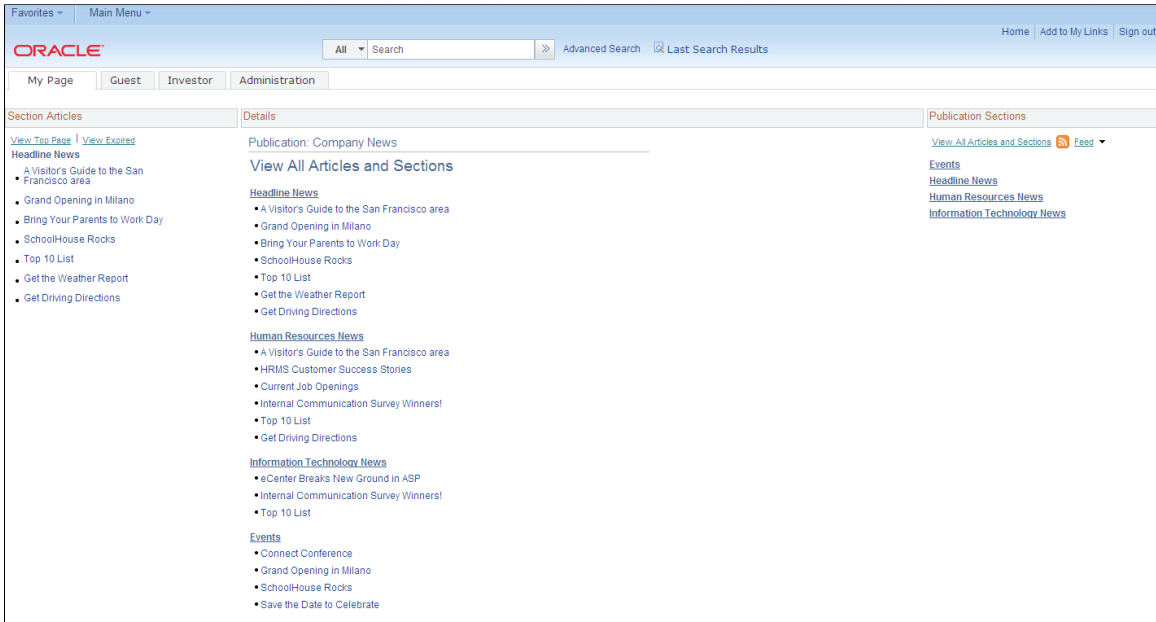 Favorites Main Menu
Home Add to My Links Sign out
ORACLE
All Search Advanced Search Last Search Results
My Page Guest Investor Administration
Section Articles
View Top Page View Expired
Headline News
A Visitor's Guide to the San
Francisco area
Grand Opening in Milano
Bring Your Parents to Work Day
SchoolHouse Rocks
Top 10 List
Get the Weather Report
Get Driving Directions
Details
Publication: Company News
View All Articles and Sections
Headline News
A Visitor's Guide to the San Francisco area
Grand Opening in Milano
Bring Your Parents to Work Day
SchoolHouse Rocks
Top 10 List
Get the Weather Report
Get Driving Directions
Human Resources News
A Visitor's Guide to the San Francisco area
HRMS Customer Success Stories
Current Job Openings
Internal Communication Survey Winners!
Top 10 List
Get Driving Directions
Information Technology News
eCenter Breaks New Ground in ASP
Internal Communication Survey Winners!
Top 10 List
Events
Connect Conference
Grand Opening in Milano
SchoolHouse Rocks
Save the Date to Celebrate
Publication Sections
View All Articles and Sections Feed
Events
Headline News
Human Resources News
Information Technology News